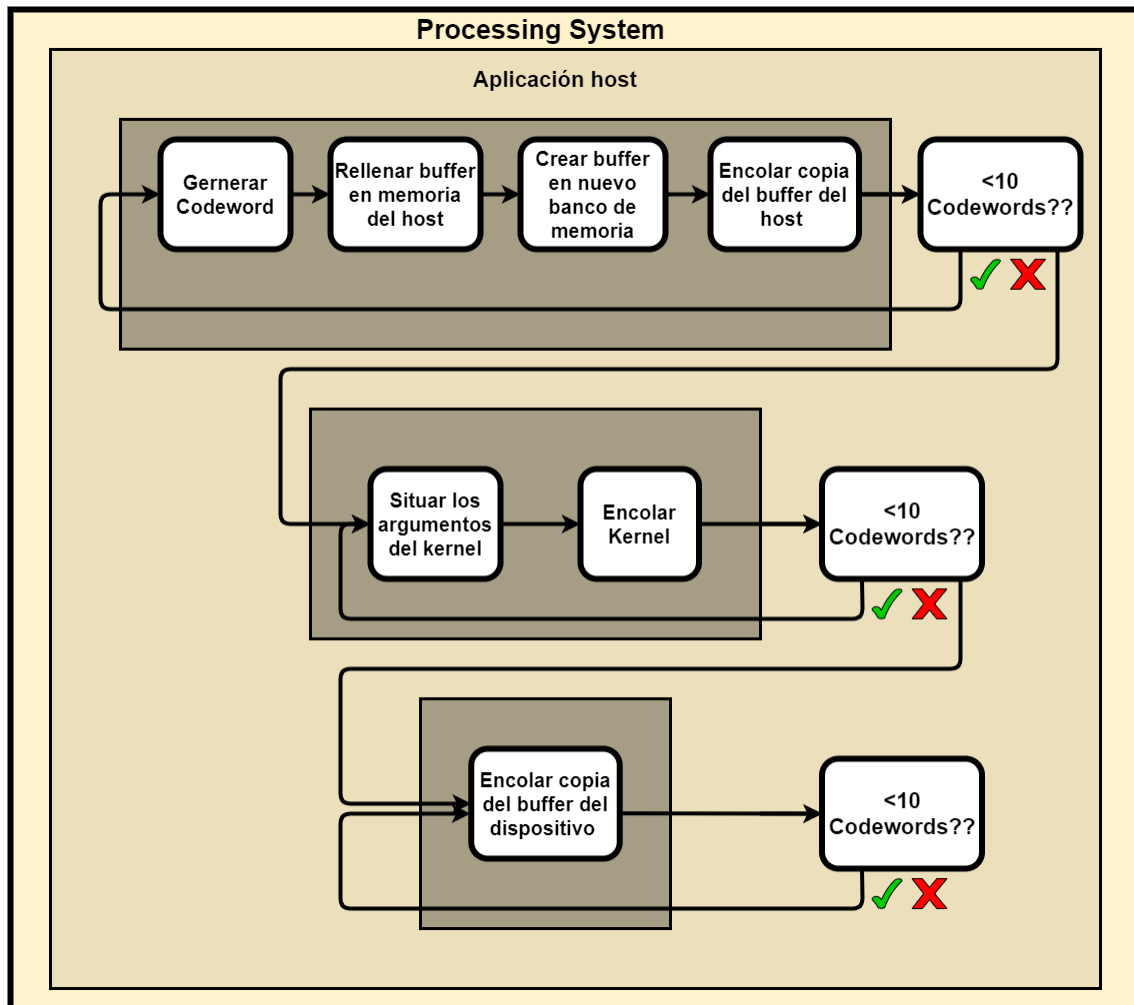 Processing System
Aplicación host
Gernerar
Codeword
Rellenar buffer
en memoria
del host
Crear buffer
en nuevo
banco de
memoria
Encolar copia
del buffer del
host
<10
Codewords??
Situar los
argumentos
del kernel
Encolar
Kernel
<10
Codewords??
Encolar copia
del buffer del
dispositivo
<10
Codewords??